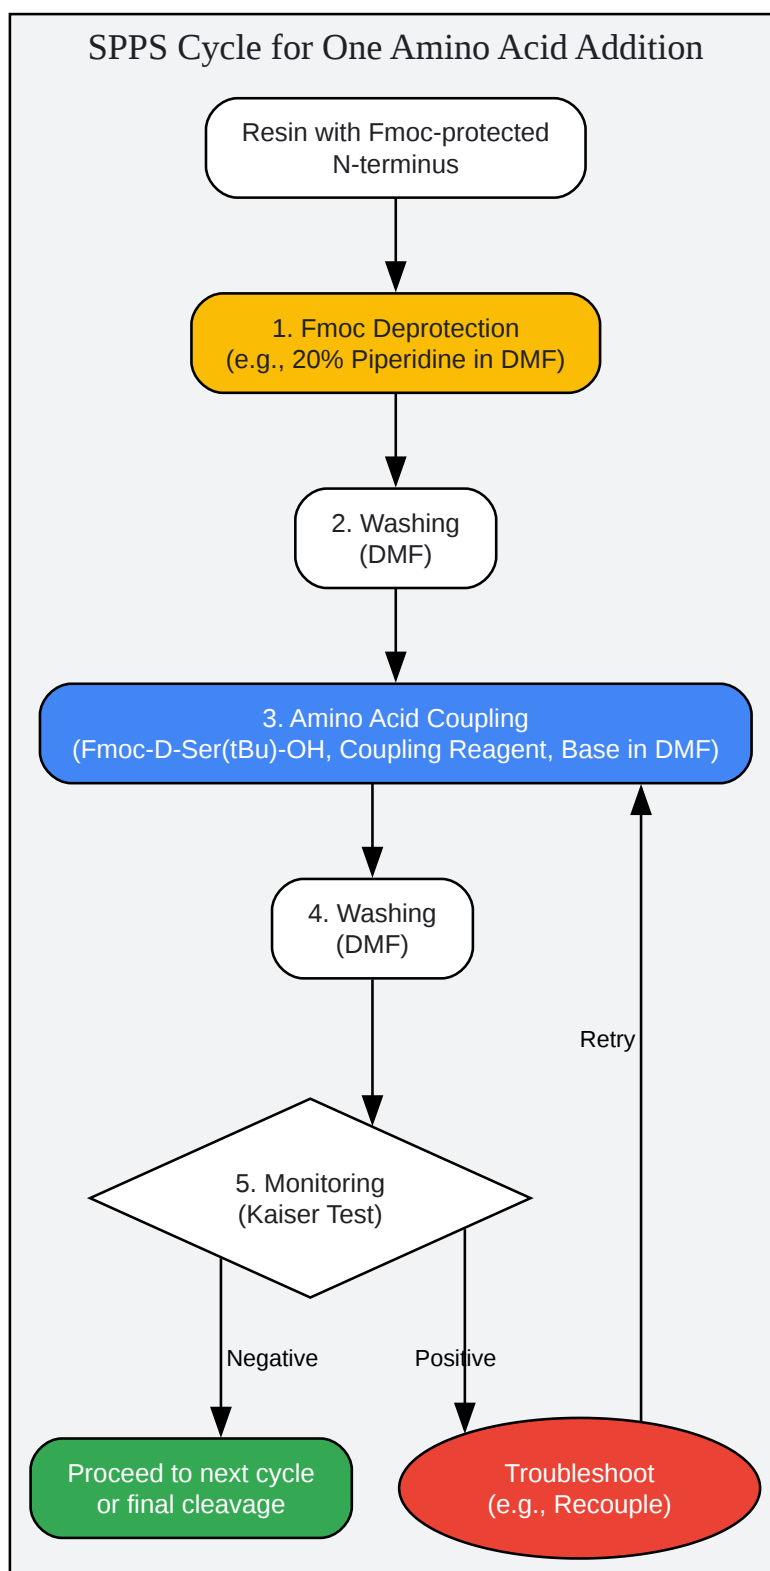 SPPS Cycle for One Amino Acid Addition
Resin with Fmoc-protected
N-terminus
1. Fmoc Deprotection
(e.g., 20% Piperidine in DMF)
2. Washing
(DMF)
3. Amino Acid Coupling
(Fmoc-D-Ser(tBu)-OH, Coupling Reagent, Base in DMF)
4. Washing
(DMF)
Retry
5. Monitoring
(Kaiser Test)
Negative
Positive
Proceed to next cycle
or final cleavage
Troubleshoot
(e.g., Recouple)